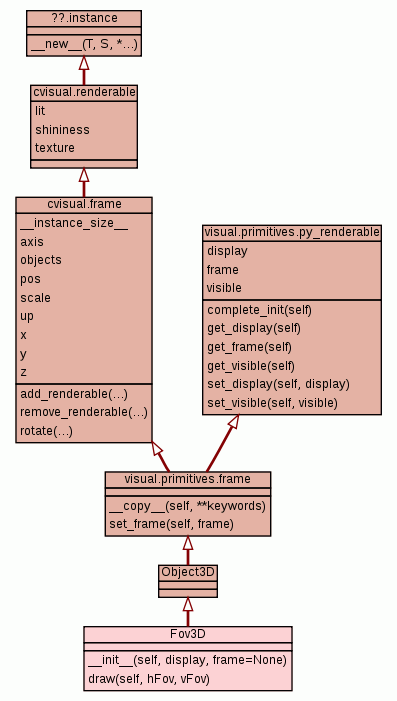 ??.instance
__new__(T, S, *...
cvisual.renderable
lit
shininess
texture
cvisual.frame
__instance_size__
axis
objects
pos
scale
up
x
y
z
add_renderable(...)
remove_renderable(...)
rotate(...)
visual.primitives.py_renderable
display
frame
visible
complete_init(self)
get_display(self)
get_frame(self)
get_visible(self)
set_display(self, display)
set_visible(self, visible)
visual.primitives.frame
__copy__(self, **keywords)
set_frame(self, frame)
Object3D
Fov3D
__init__(self, display, frame=None)
draw(self, hFov, vFov)